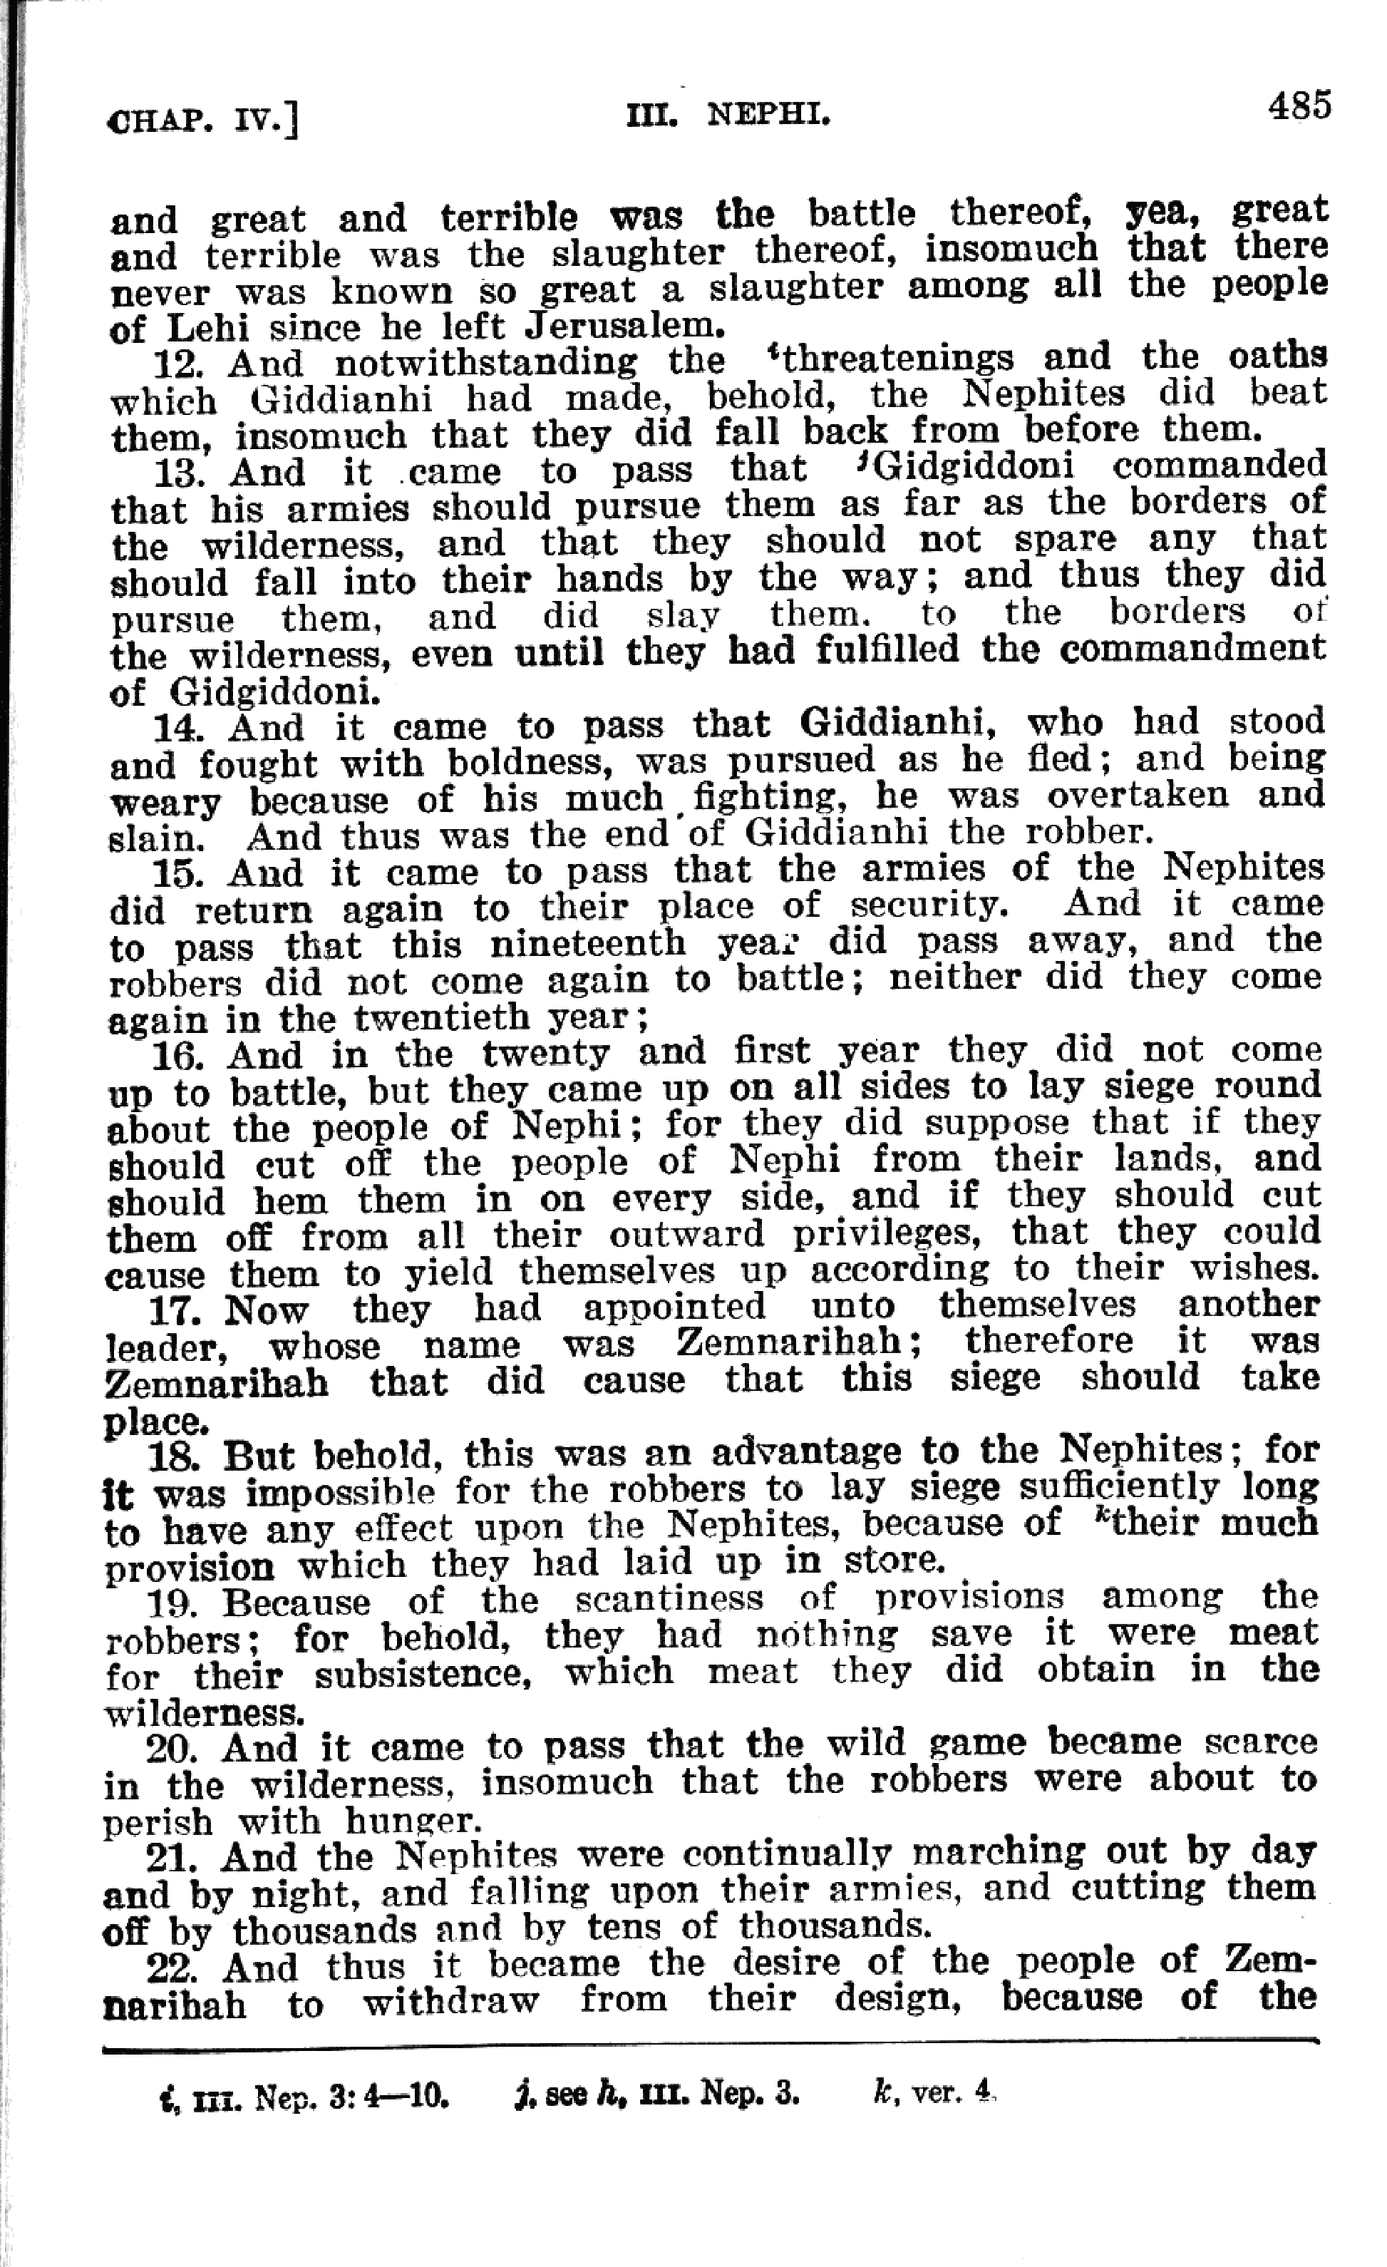 CHAP. IV.] III. NEPHI. 485
and great and terrible was the battle thereof, yea, great
and terrible was the slaughter thereof, insomuch that there
never was known so great a slaughter among all the people
of Lehi since he left Jerusalem.
12. And notwithstanding the ithreatenings and the oaths
which Giddianhi had made, behold, the Nephites did beat
them, insomuch that they did fall back from before them.
13. And it came to pass that jGidgiddoni commanded
that his armies should pursue them as far as the borders of
the wilderness, and that they should not spare any that
should fall into their hands by the way; and thus they did
pursue them, and did slay them. to the borders of
the wilderness, even until they had fulfilled the commandment
of Gidgiddoni.
14. And it came to pass that Giddianhi, who had stood
and fought with boldness, was pursued as he fled; and being
weary because of his much fighting, he was overtaken and
slain. And thus was the end of Giddianhi the robber.
15. And it came to pass that the armies of the Nephites
did return again to their place of security. And it came
to pass that this nineteenth year did pass away, and the
robbers did not come again to battle; neither did they come
again in the twentieth year;
16. And in the twenty and first year they did not come
up to battle, but they came up on all sides to lay siege round
about the people of Nephi; for they did suppose that if they
should cut off the people of Nephi from their lands, and
should hem them in on every side, and if they should cut
them off from all their outward privileges, that they could
cause them to yield themselves up according to their wishes.
17. Now they had appointed unto themselves another
leader, whose name was Zemnarihah; therefore it was
Zemnarihah that did cause that this siege should take
place.
18. But behold, this was an advantage to the Nephites; for
it was impossible for the robbers to lay siege sufficiently long
to have any effect upon the Nephites, because of ktheir much
provision which they had laid up in store.
19. Because of the scantiness of provisions among the
robbers; for behold, they had nothing save it were meat
for their subsistence, which meat they did obtain in the
wilderness.
20. And it came to pass that the wild game became scarce
in the wilderness, insomuch that the robbers were about to
perish with hunger.
21. And the Nephites were continually marching out by day
and by night, and falling upon their armies, and cutting them
off by thousands and by tens of thousands.
22. And thus it became the desire of the people of Zem-
narihah to withdraw from their design, because of the
i, III. Nep. 3: 4—10. j, see h, III. Nep. 3. k, ver. 4.